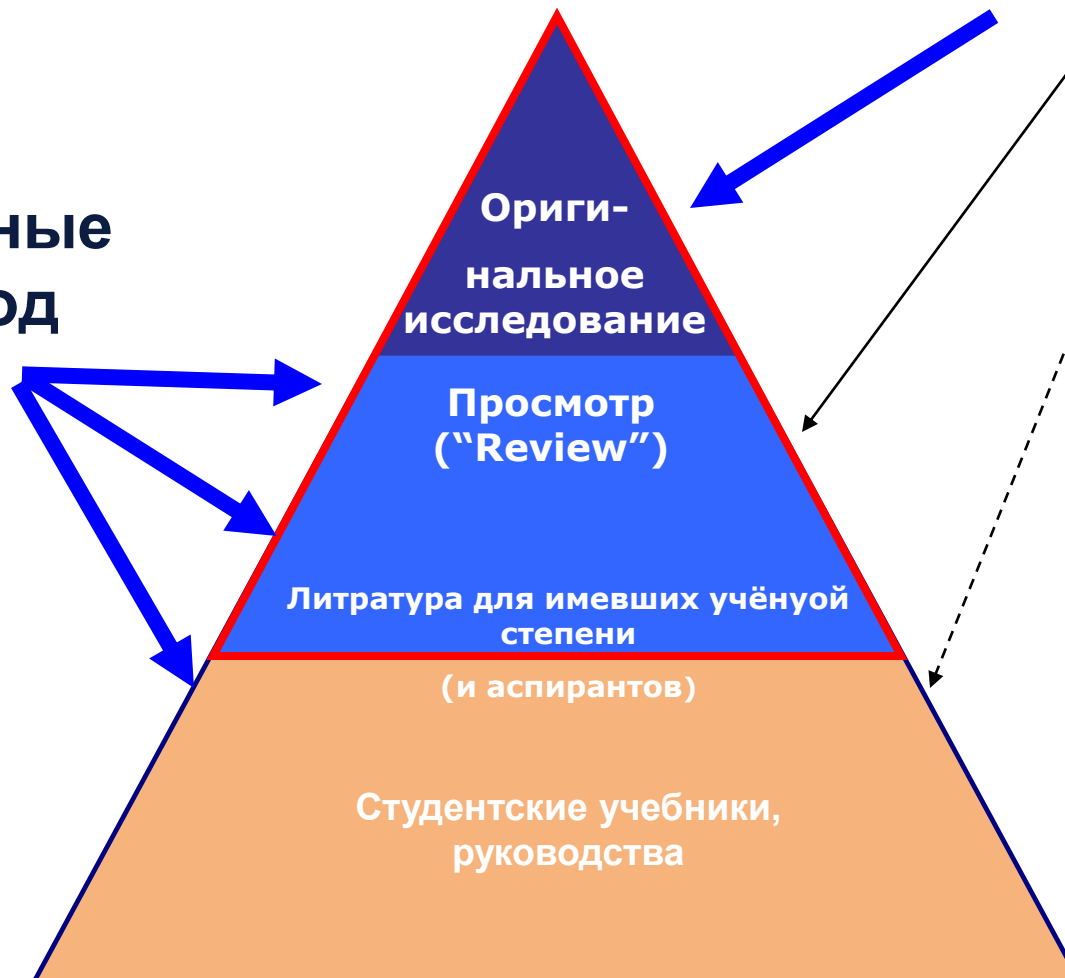 ные
од
Ориги-
нальное
исследование
Просмотр
(“Review”)
Литратура для имевших учёнуой
степени
(и аспирантов)
Студентские учебники,
руководства